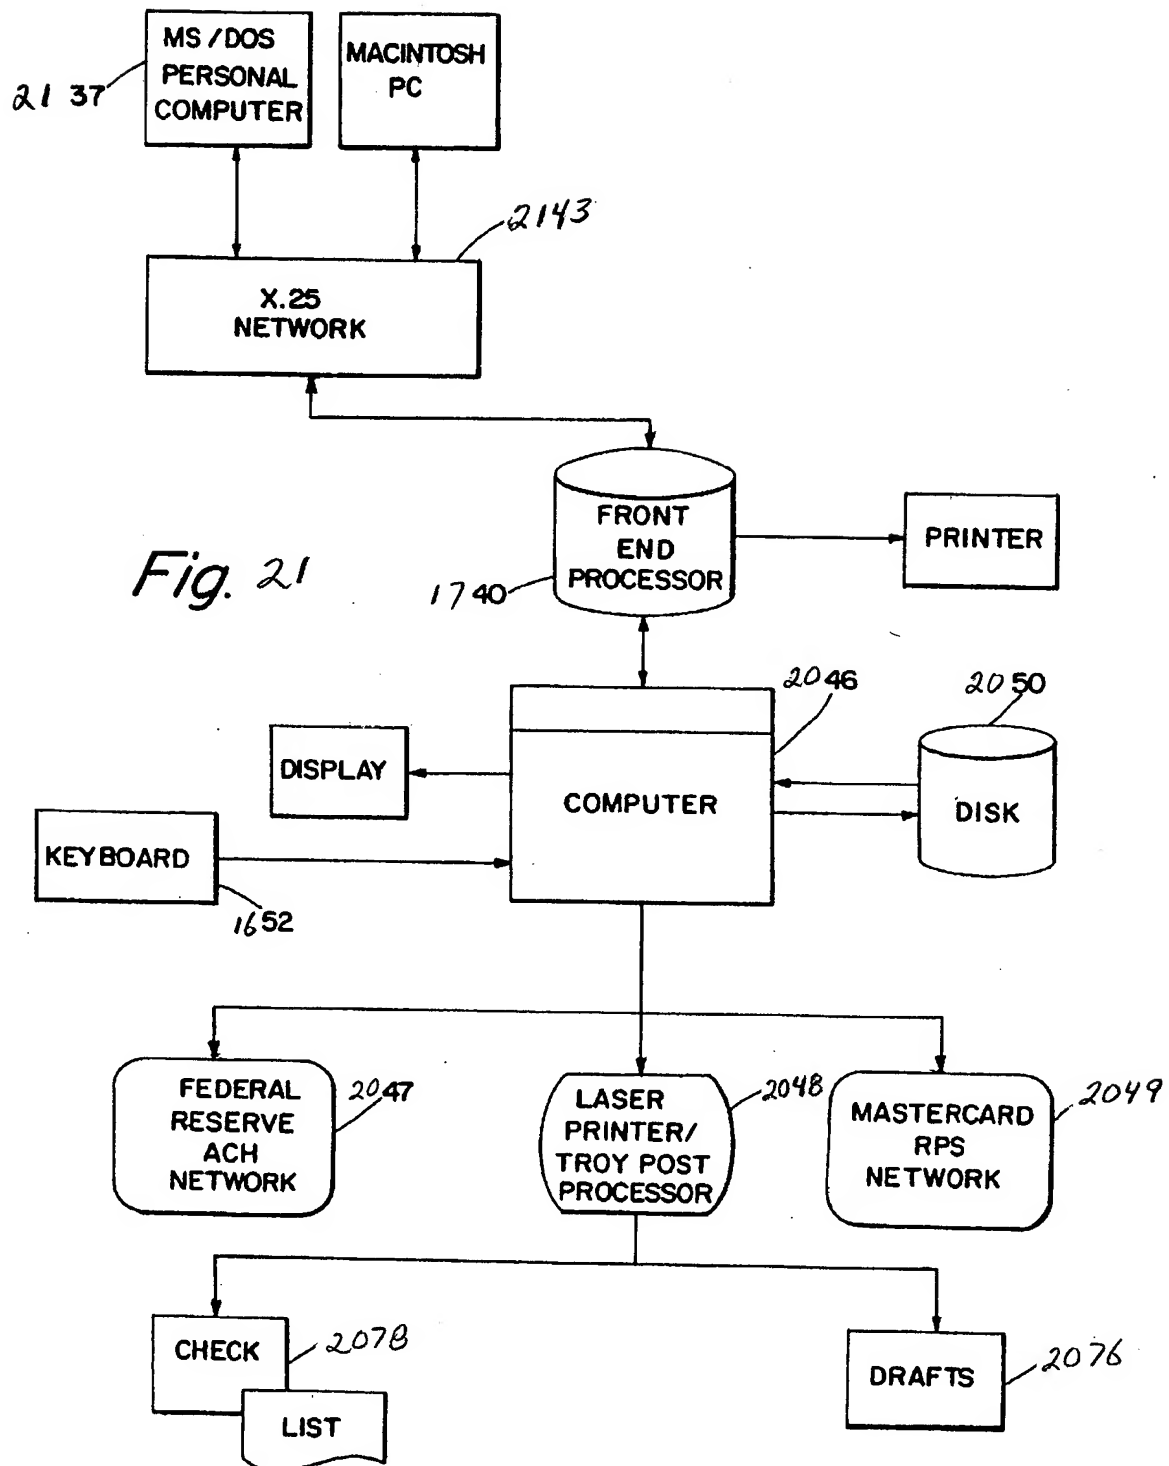 MS/DOS
PERSONAL
COMPUTER
MACINTOSH
PC
2137
2143
X.25
NETWORK
FRONT
END
PROCESSOR
PRINTER
Fig. 21
1740
2046
2050
DISPLAY
COMPUTER
DISK
KEYBOARD
1652
FEDERAL
RESERVE
ACH
NETWORK
2047
LASER
PRINTER/
TROY POST
PROCESSOR
2048
MASTERCARD
RPS
NETWORK
2049
CHECK
2078
LIST
DRAFTS
2076